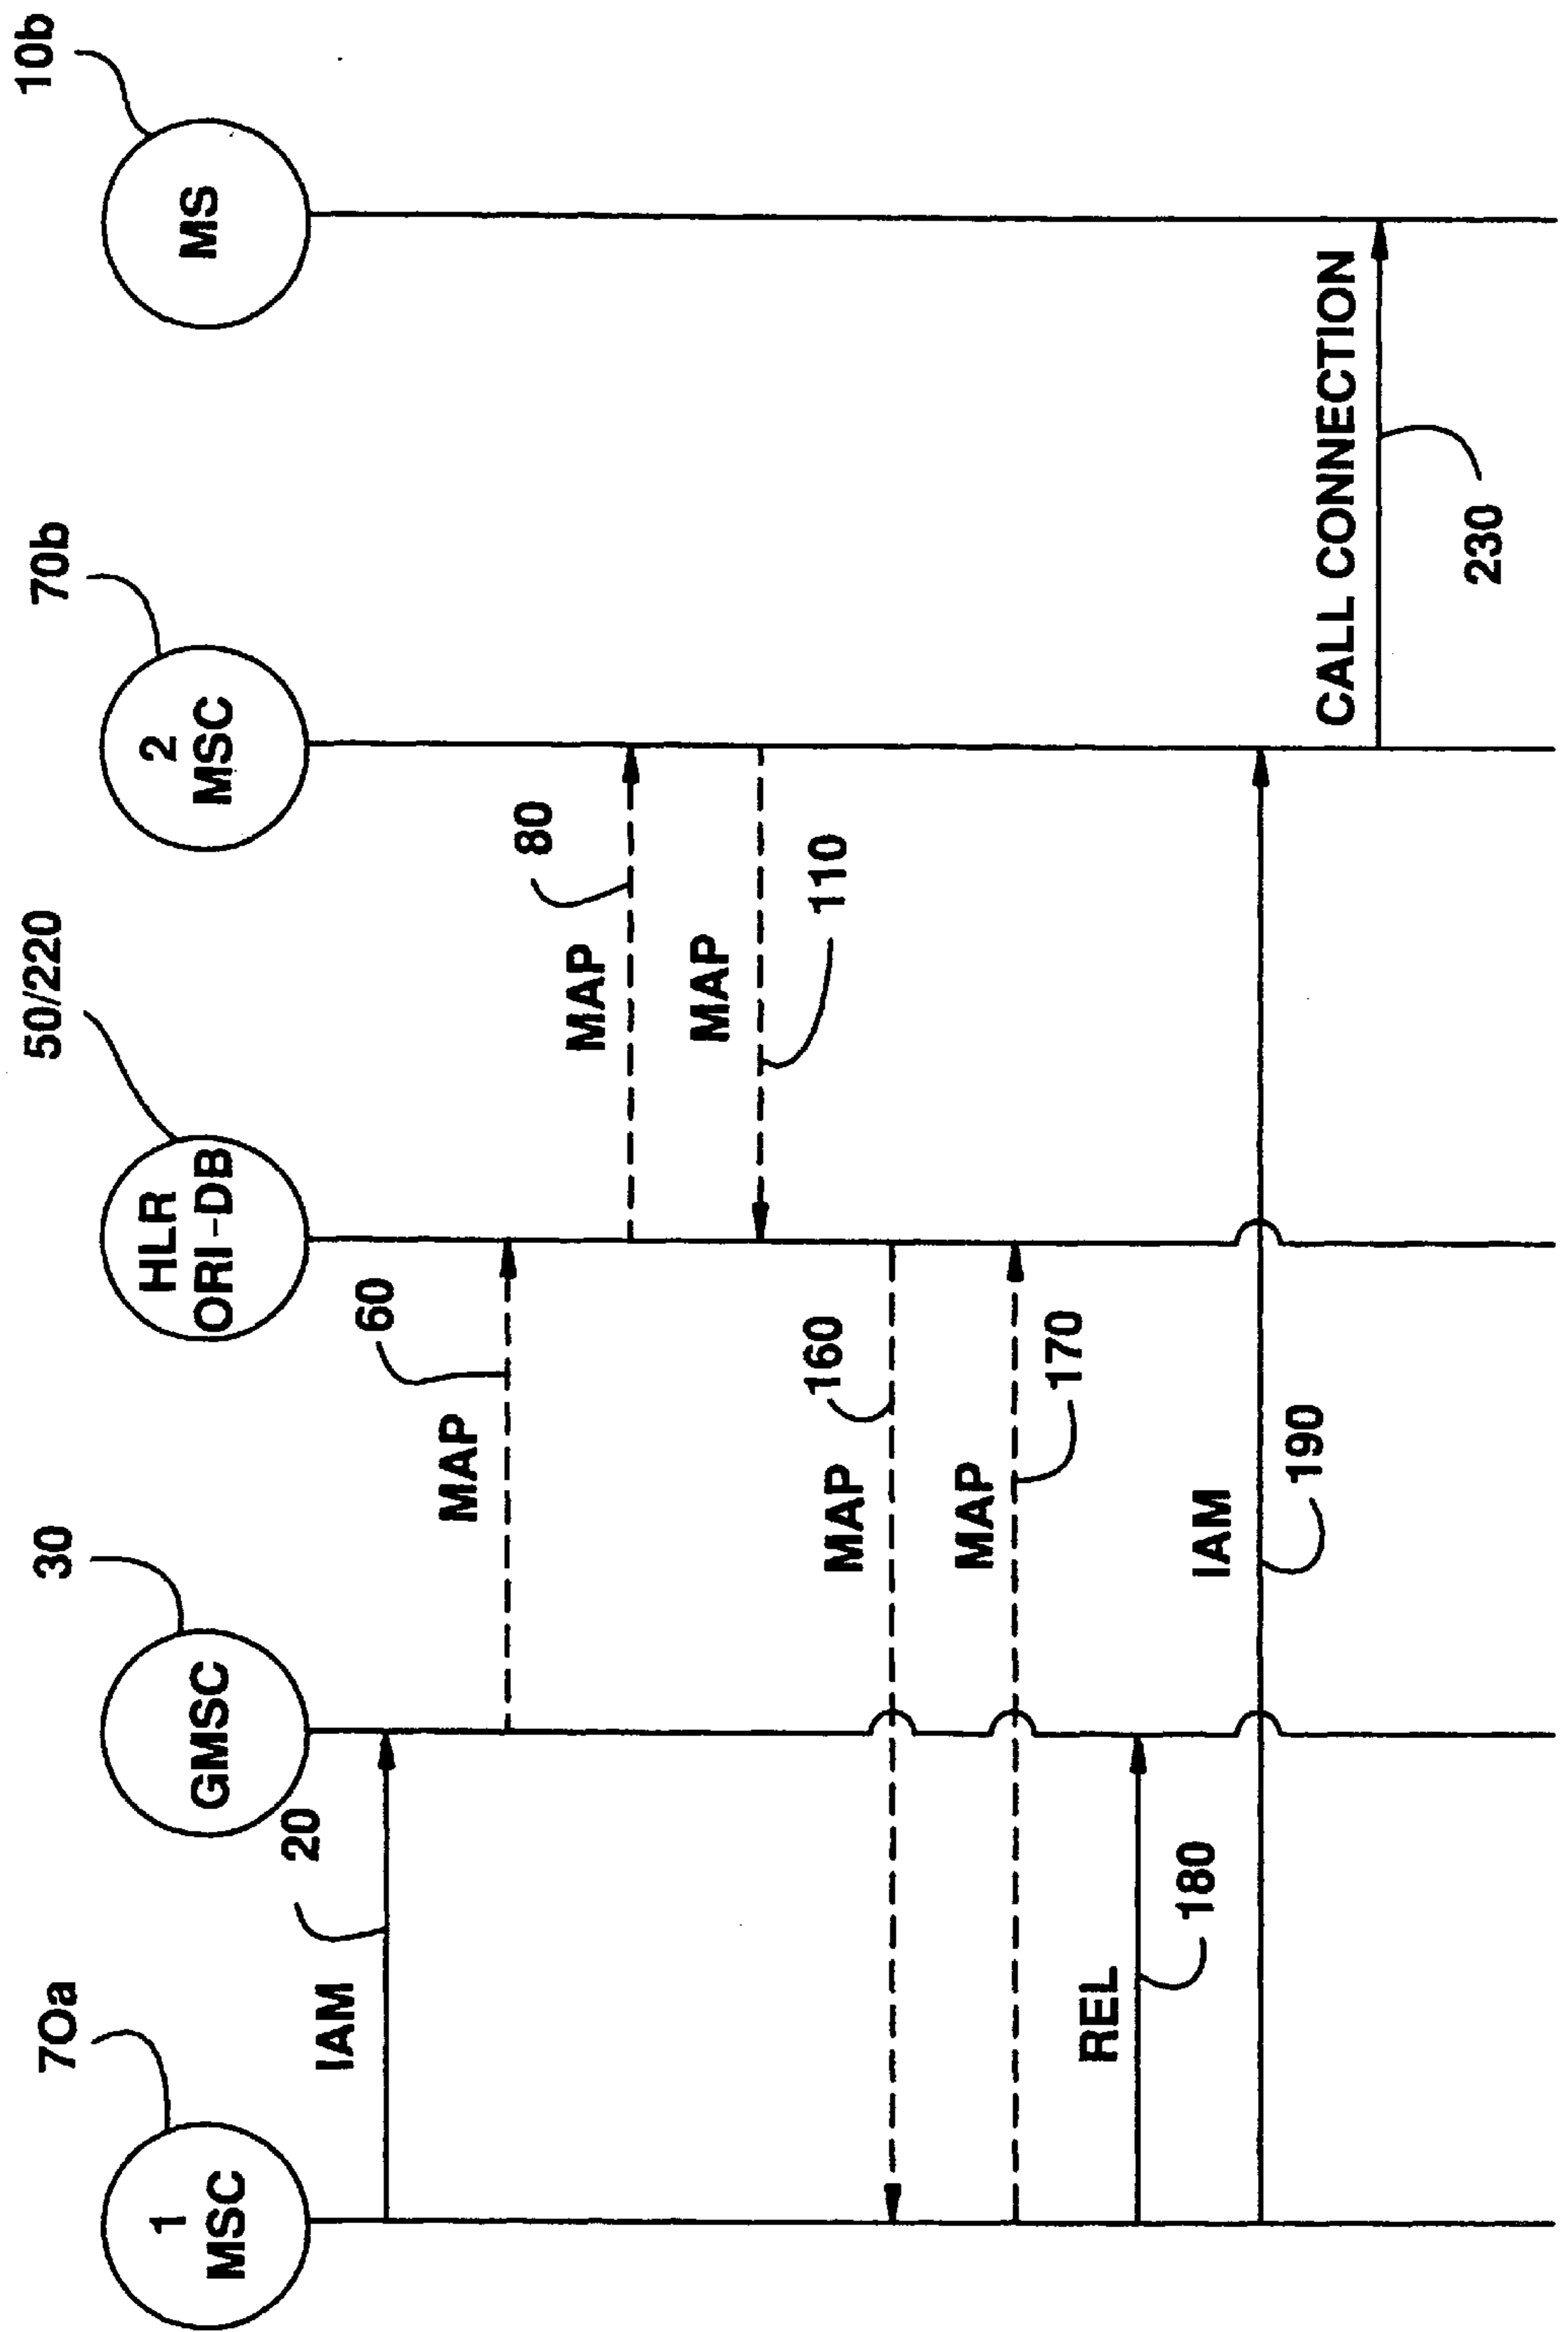 70a
30
50/220
70b
10b
1
MSC
GMSC
HLR
ORI-DB
2
MSC
MS
20
IAM
60
MAP
80
MAP
MAP
110
160
MAP
MAP
170
REL
180
IAM
190
CALL CONNECTION
230